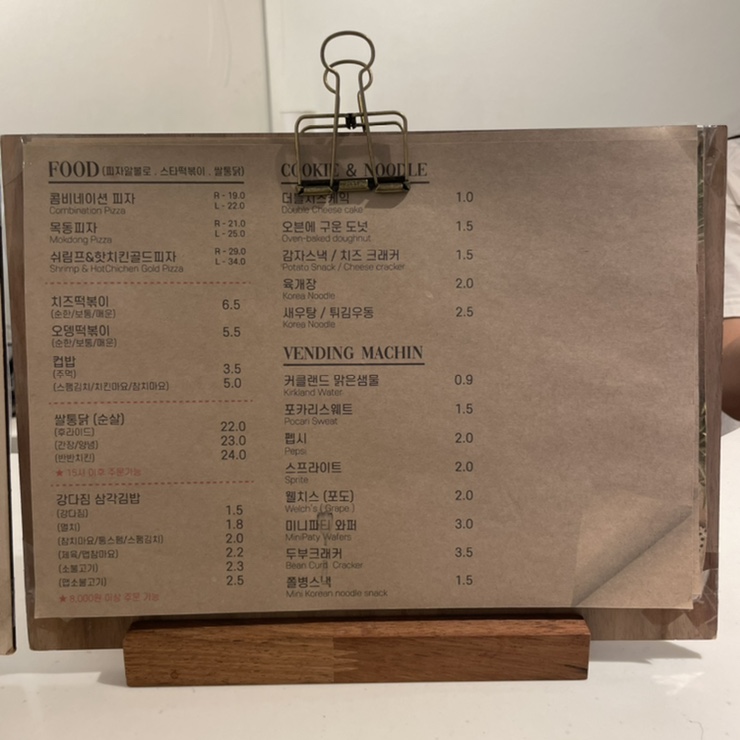 FOOD (피자알볼로 . 스타떡볶이 . 쌀통닭)
콤비네이션 피자 R - 19.0
Combination Pizza L - 22.0
목동피자 R - 21.0
Mokdong Pizza L - 25.0
쉬림프&핫치킨골드피자 R - 29.0
Shrimp & HotChichen Gold Pizza L - 34.0
치즈떡볶이 6.5
(순한/보통/매운)
오뎅떡볶이 5.5
(순한/보통/매운)
컵밥
(주먹) 3.5
(스팸김치/치킨마요/참치마요) 5.0
쌀통닭 (순살)
(후라이드) 22.0
(간장/양념) 23.0
(반반치킨) 24.0
★ 15시 이후 주문가능
강다짐 삼각김밥
(강다짐) 1.5
(멸치) 1.8
(참치마요/통스팸/스팸김치) 2.0
(제육/맵참마요) 2.2
(소불고기) 2.3
(맵소불고기) 2.5
★ 8,000원 이상 주문 가능
COOKIE & NOODLE
더블치즈케익 1.0
Double Cheese cake
오븐에 구운 도넛 1.5
Oven-baked doughnut
감자스낵 / 치즈 크래커 1.5
Potato Snack / Cheese cracker
육개장 2.0
Korea Noodle
새우탕 / 튀김우동 2.5
Korea Noodle
VENDING MACHIN
커클랜드 맑은샘물 0.9
Kirkland Water
포카리스웨트 1.5
Pocari Sweat
펩시 2.0
Pepsi
스프라이트 2.0
Sprite
웰치스 (포도) 2.0
Welch's ( Grape )
미니파티 와퍼 3.0
MiniPaty Wafers
두부크래커 3.5
Bean Curd Cracker
쫄병스낵 1.5
Mini Korean noodle snack